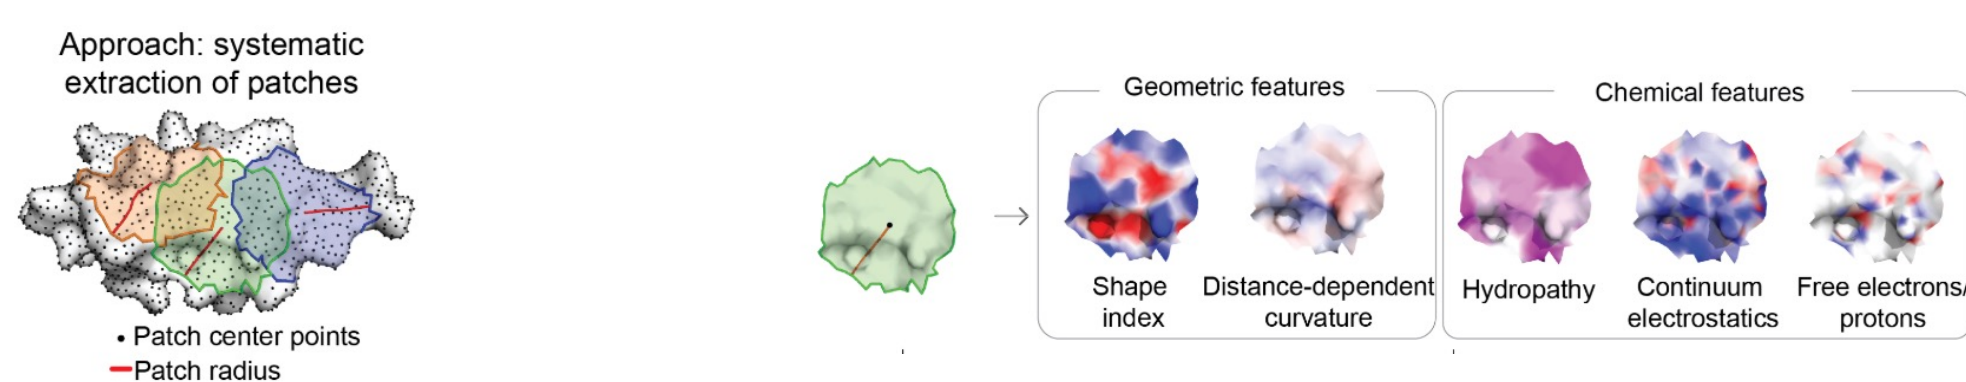 Approach: systematic
extraction of patches
Patch center points
Patch radius
Geometric features
Shape
index
Distance-dependent
curvature
Chemical features
Hydropathy
Continuum
electrostatics
Free electrons/
protons